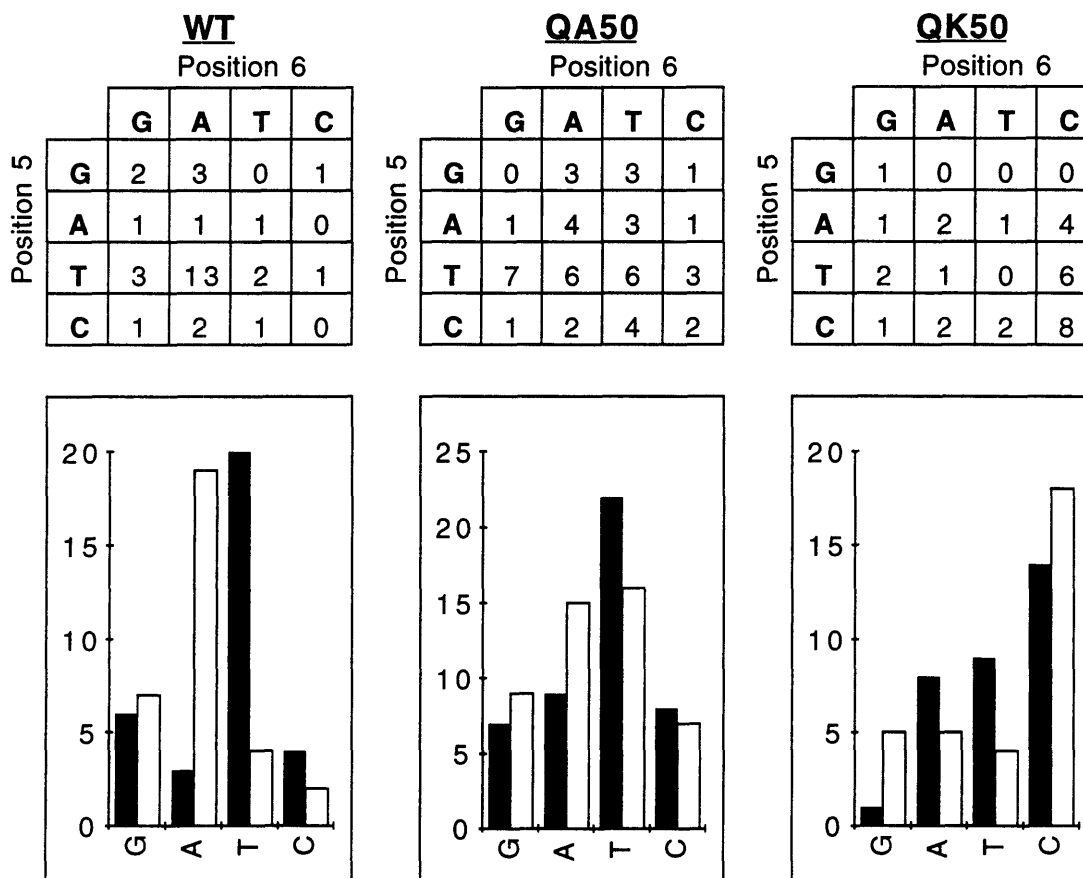 WT QA50 QK50
Position 6 Position 6 Position 6
G A T C G A T C G A T C
Position 5 Position 5 Position 5
G 2 3 0 1 G 0 3 3 1 G 1 0 0 0
A 1 1 1 0 A 1 4 3 1 A 1 2 1 4
T 3 13 2 1 T 7 6 6 3 T 2 1 0 6
C 1 2 1 0 C 1 2 4 2 C 1 2 2 8
20 25 20
15 20 15
10 15 10
5 10 5
0 5 0
0
G A T C G A T C G A T C